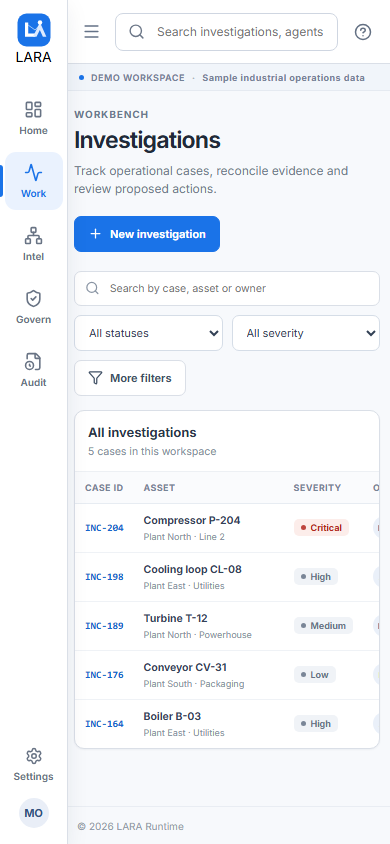 LARA
Home
Work
Intel
Govern
Audit
Settings
MO
Search investigations, agents
DEMO WORKSPACE · Sample industrial operations data
WORKBENCH
Investigations
Track operational cases, reconcile evidence and
review proposed actions.
New investigation
Search by case, asset or owner
All statuses
All severity
More filters
All investigations
5 cases in this workspace
CASE ID ASSET SEVERITY
INC-204 Compressor P-204 Critical
Plant North · Line 2
INC-198 Cooling loop CL-08 High
Plant East · Utilities
INC-189 Turbine T-12 Medium
Plant North · Powerhouse
INC-176 Conveyor CV-31 Low
Plant South · Packaging
INC-164 Boiler B-03 High
Plant East · Utilities
© 2026 LARA Runtime